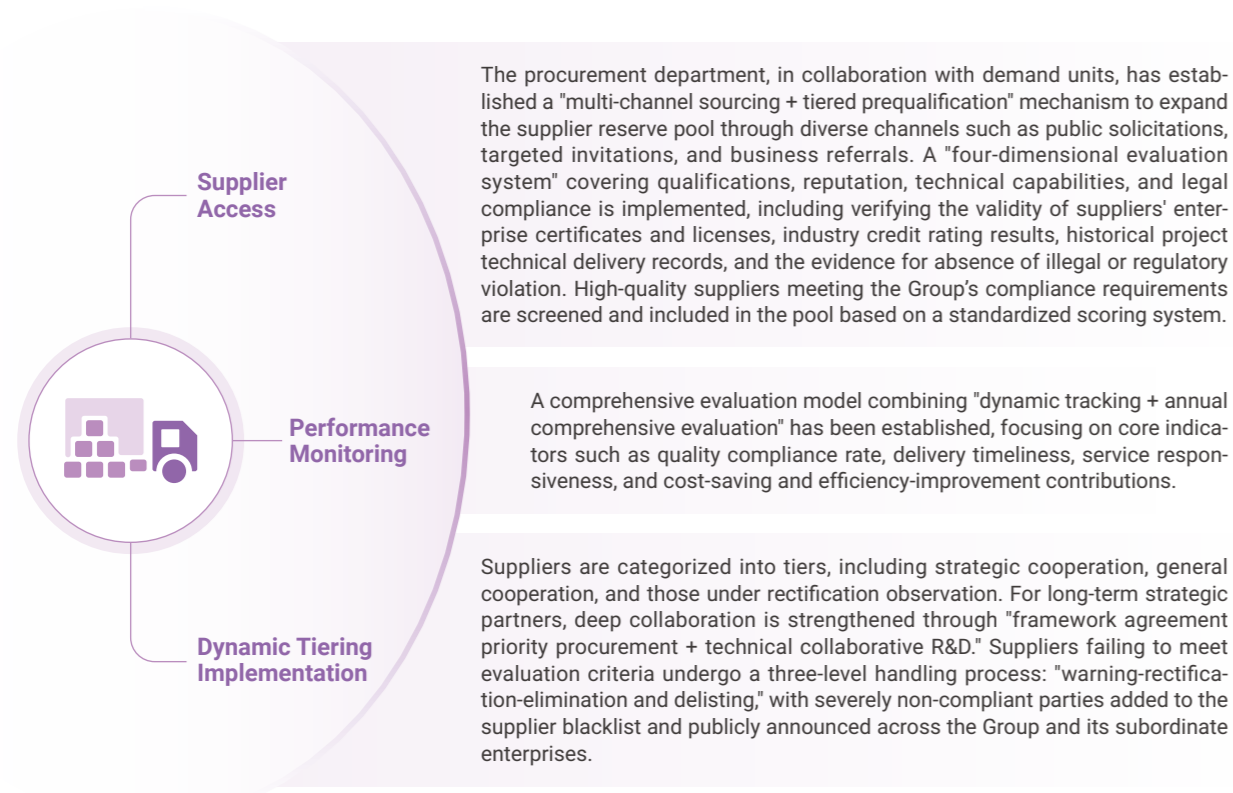 Supplier
Access
The procurement department, in collaboration with demand units, has estab-
lished a "multi-channel sourcing + tiered prequalification" mechanism to expand
the supplier reserve pool through diverse channels such as public solicitations,
targeted invitations, and business referrals. A "four-dimensional evaluation
system" covering qualifications, reputation, technical capabilities, and legal
compliance is implemented, including verifying the validity of suppliers' enter-
prise certificates and licenses, industry credit rating results, historical project
technical delivery records, and the evidence for absence of illegal or regulatory
violation. High-quality suppliers meeting the Group’s compliance requirements
are screened and included in the pool based on a standardized scoring system.
Performance
Monitoring
A comprehensive evaluation model combining "dynamic tracking + annual
comprehensive evaluation" has been established, focusing on core indica-
tors such as quality compliance rate, delivery timeliness, service respon-
siveness, and cost-saving and efficiency-improvement contributions.
Dynamic Tiering
Implementation
Suppliers are categorized into tiers, including strategic cooperation, general
cooperation, and those under rectification observation. For long-term strategic
partners, deep collaboration is strengthened through "framework agreement
priority procurement + technical collaborative R&D." Suppliers failing to meet
evaluation criteria undergo a three-level handling process: "warning-rectifica-
tion-elimination and delisting," with severely non-compliant parties added to the
supplier blacklist and publicly announced across the Group and its subordinate
enterprises.